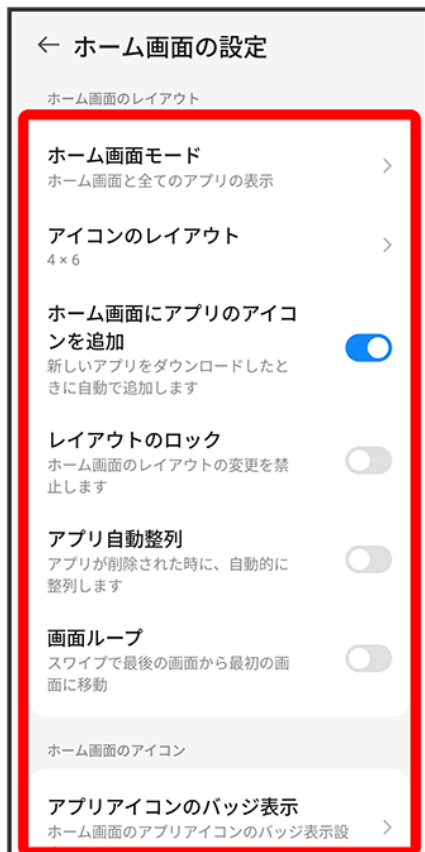 ← ホーム画面の設定
ホーム画面のレイアウト
ホーム画面モード
ホーム画面と全てのアプリの表示
アイコンのレイアウト
4×6
ホーム画面にアプリのアイコ
ンを追加
新しいアプリをダウンロードしたと
きに自動で追加します
レイアウトのロック
ホーム画面のレイアウトの変更を禁
止します
アプリ自動整列
アプリが削除された時に、自動的に
整列します
画面ループ
スワイプで最後の画面から最初の画
面に移動
ホーム画面のアイコン
アプリアイコンのバッジ表示
ホーム画面のアプリアイコンのバッジ表示設